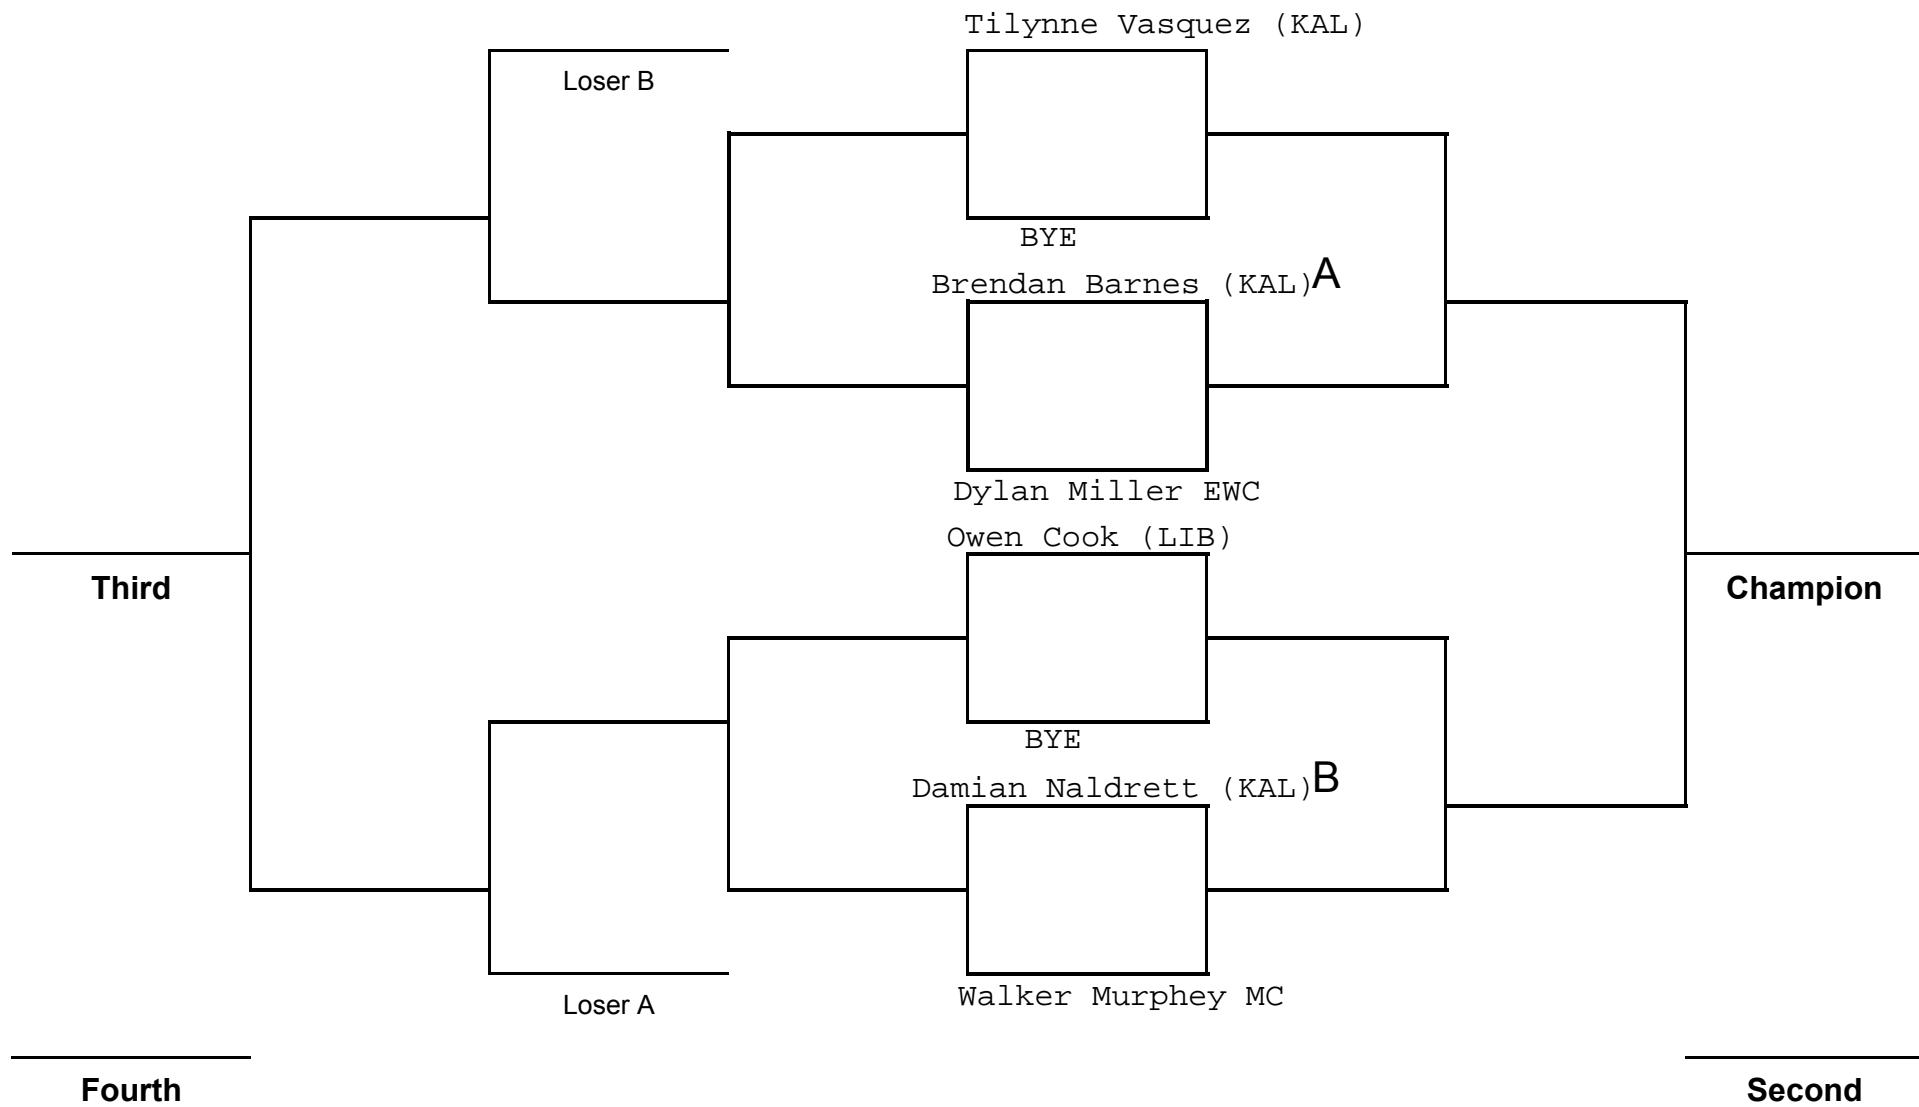 Tilynne Vasquez (KAL)
Loser B
BYE
Brendan Barnes (KAL)
A
Dylan Miller EWC
Owen Cook (LIB)
Third
Champion
BYE
Damian Naldrett (KAL)
B
Walker Murphey MC
Loser A
Fourth
Second